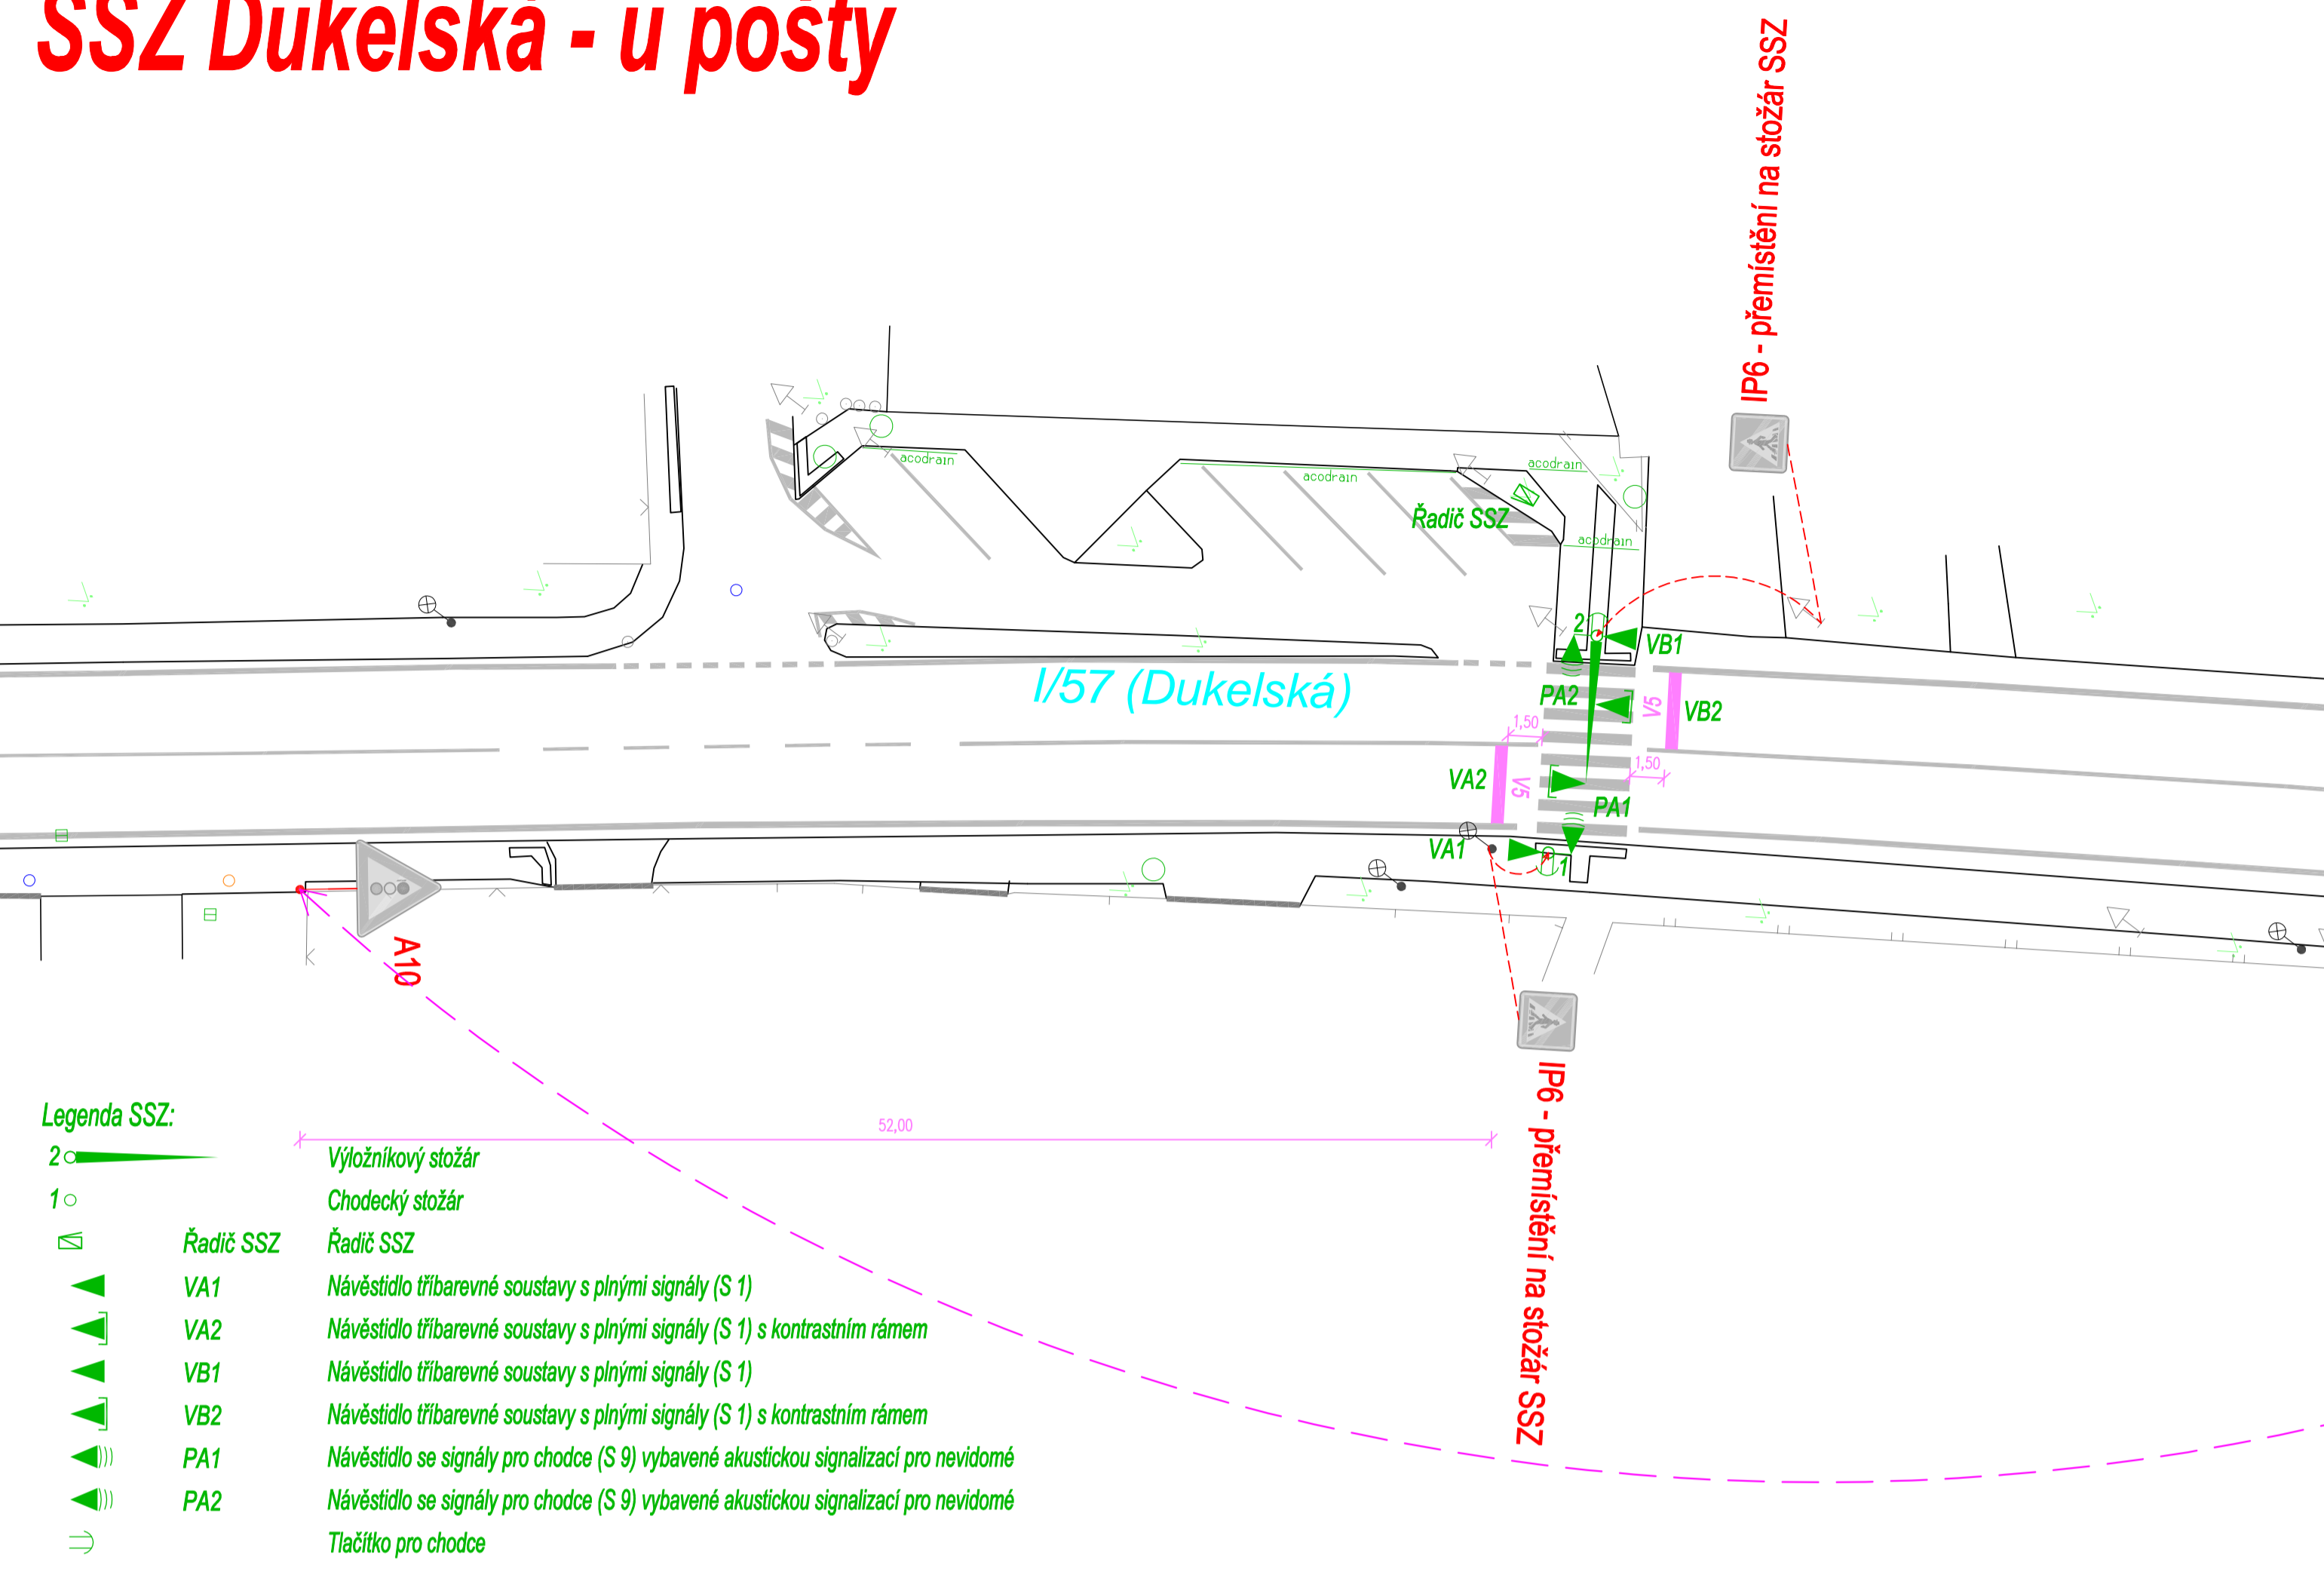 SSZ Dukelská - u pošty
IP6 - přemístění na stožár SSZ
acodrain
acodrain
acodrain
Řadič SSZ
acodrain
2
VB1
I/57 (Dukelská)
PA2
V5
VB2
1,50
1,50
VA2
V5
PA1
VA1
1
A10
IP6 - přemístění na stožár SSZ
52,00
Legenda SSZ:
2 Výložníkový stožár
1 Chodecký stožár
Řadič SSZ Řadič SSZ
VA1 Návěstidlo tříbarevné soustavy s plnými signály (S 1)
VA2 Návěstidlo tříbarevné soustavy s plnými signály (S 1) s kontrastním rámem
VB1 Návěstidlo tříbarevné soustavy s plnými signály (S 1)
VB2 Návěstidlo tříbarevné soustavy s plnými signály (S 1) s kontrastním rámem
PA1 Návěstidlo se signály pro chodce (S 9) vybavené akustickou signalizací pro nevidomé
PA2 Návěstidlo se signály pro chodce (S 9) vybavené akustickou signalizací pro nevidomé
Tlačítko pro chodce